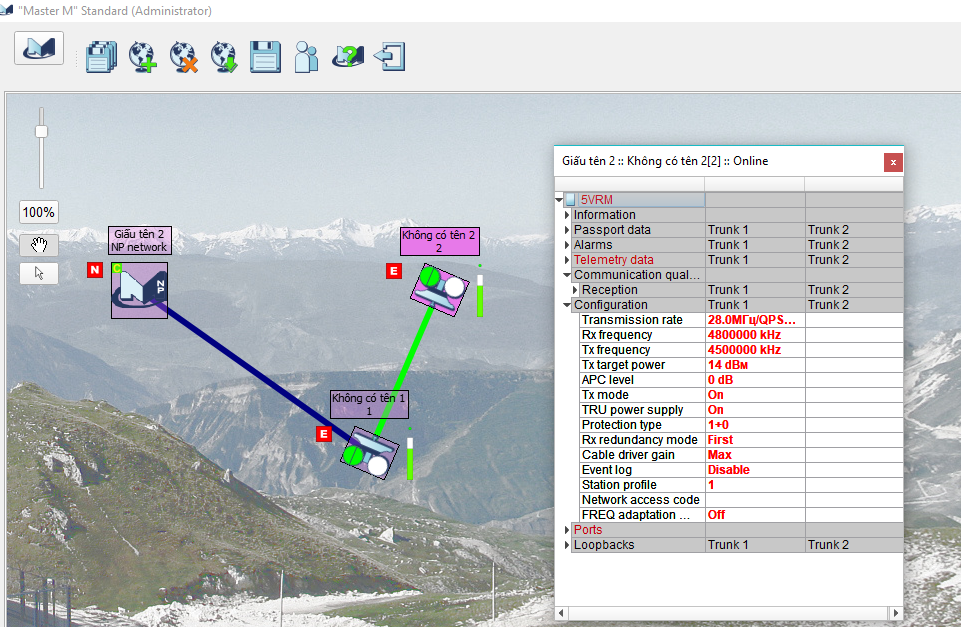 "Master M" Standard (Administrator)
100%
Giấu tên 2
NP network
N
C
NP
Không có tên 2
2
E
Không có tên 1
1
E
Giấu tên 2 :: Không có tên 2[2] :: Online
x
5VRM
Information
Passport data Trunk 1 Trunk 2
Alarms Trunk 1 Trunk 2
Telemetry data Trunk 1 Trunk 2
Communication qual...
Reception Trunk 1 Trunk 2
Configuration Trunk 1 Trunk 2
Transmission rate 28.0МГц/QPS...
Rx frequency 4800000 kHz
Tx frequency 4500000 kHz
Tx target power 14 dBм
APC level 0 dB
Tx mode On
TRU power supply On
Protection type 1+0
Rx redundancy mode First
Cable driver gain Max
Event log Disable
Station profile 1
Network access code
FREQ adaptation ... Off
Ports
Loopbacks Trunk 1 Trunk 2